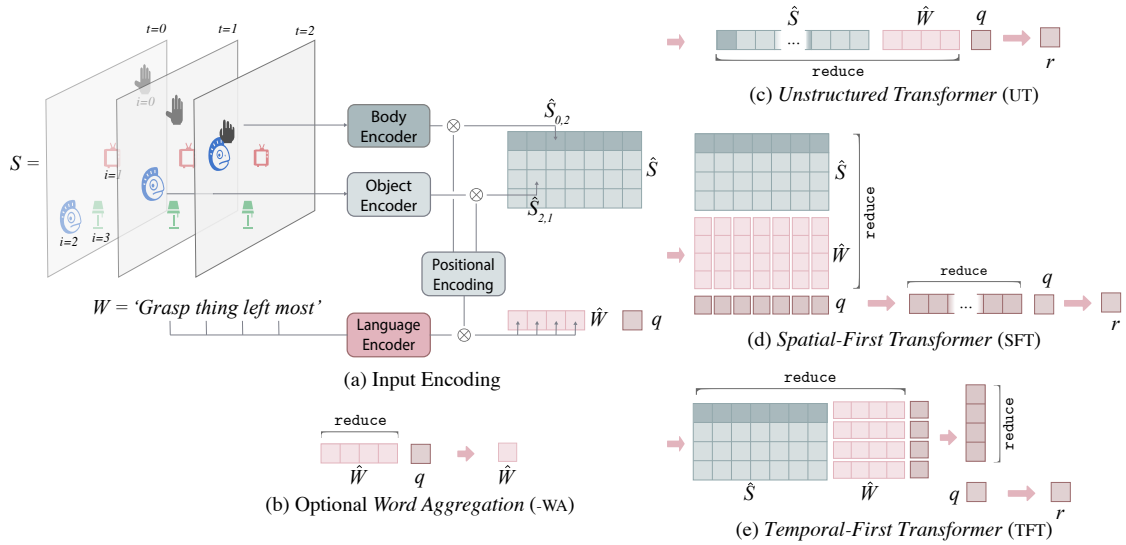 t=0
t=1
t=2
i=0
S =
i=1
i=2
i=3
Body
Encoder
Object
Encoder
Positional
Encoding
Language
Encoder
⊗
⊗
⊗
Ŝ0,2
Ŝ2,1
Ŝ
W = ‘Grasp thing left most’
Ŵ
q
(a) Input Encoding
reduce
Ŵ
q
Ŵ
(b) Optional Word Aggregation (-WA)
Ŝ
...
Ŵ
q
r
reduce
(c) Unstructured Transformer (UT)
Ŝ
Ŵ
reduce
q
reduce
...
q
r
(d) Spatial-First Transformer (SFT)
reduce
Ŝ
Ŵ
reduce
q
r
(e) Temporal-First Transformer (TFT)